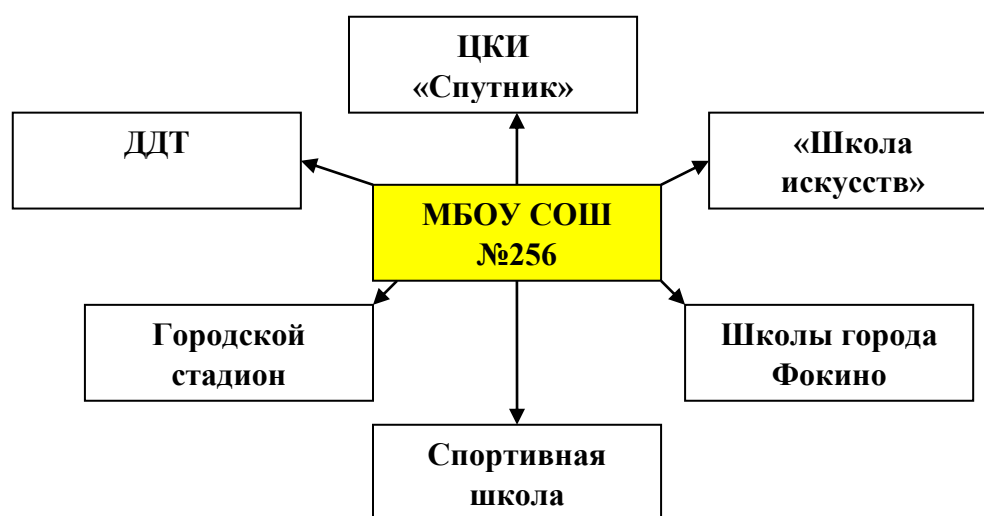 ЦКИ
«Спутник»
ДДТ
«Школа
искусств»
МБОУ СОШ
№256
Городской
стадион
Школы города
Фокино
Спортивная
школа